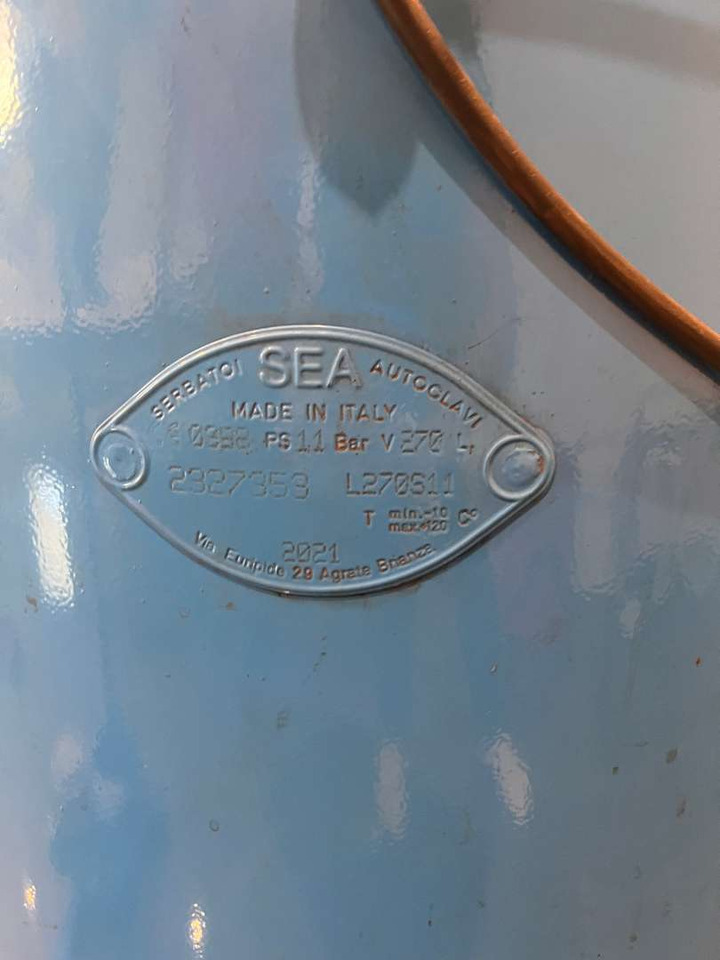 SERBATOI SEA AUTOCLAVI
MADE IN ITALY
PS 11 Bar V 270 L.
2327353 L270S11
T min.-10 C°
max.+120
2021
Via Euripide 29 Agrate Brianza